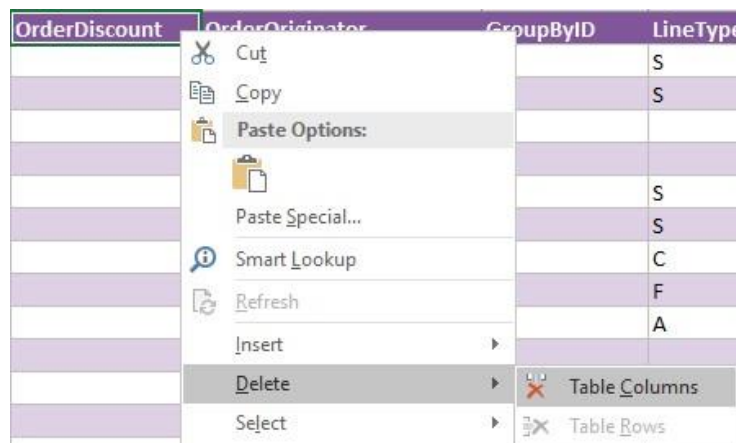 OrderDiscount OrderOriginator GroupByID LineType
Cut
S
Copy
S
Paste Options:
S
Paste Special...
S
Smart Lookup
C
Refresh
F
Insert
A
Delete
Table Columns
Select
Table Rows